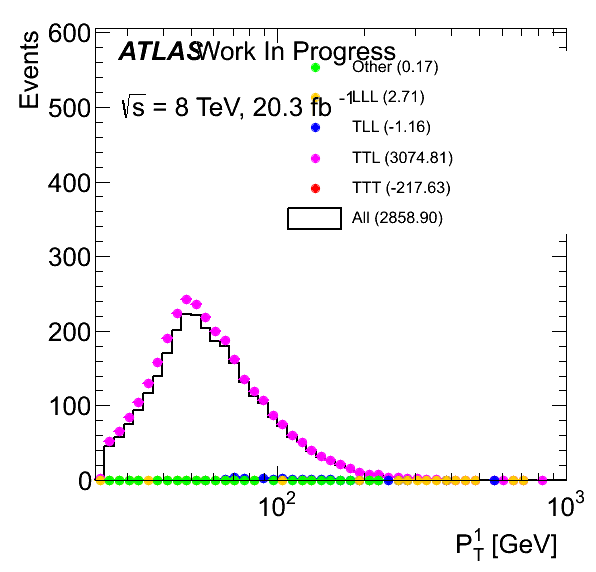 600
Events
ATLAS Work In Progress
Other (0.17)
√s = 8 TeV, 20.3 fb -1
LLL (2.71)
500
TLL (-1.16)
TTL (3074.81)
400
TTT (-217.63)
All (2858.90)
300
200
100
0
10²
10³
P_T^1 [GeV]